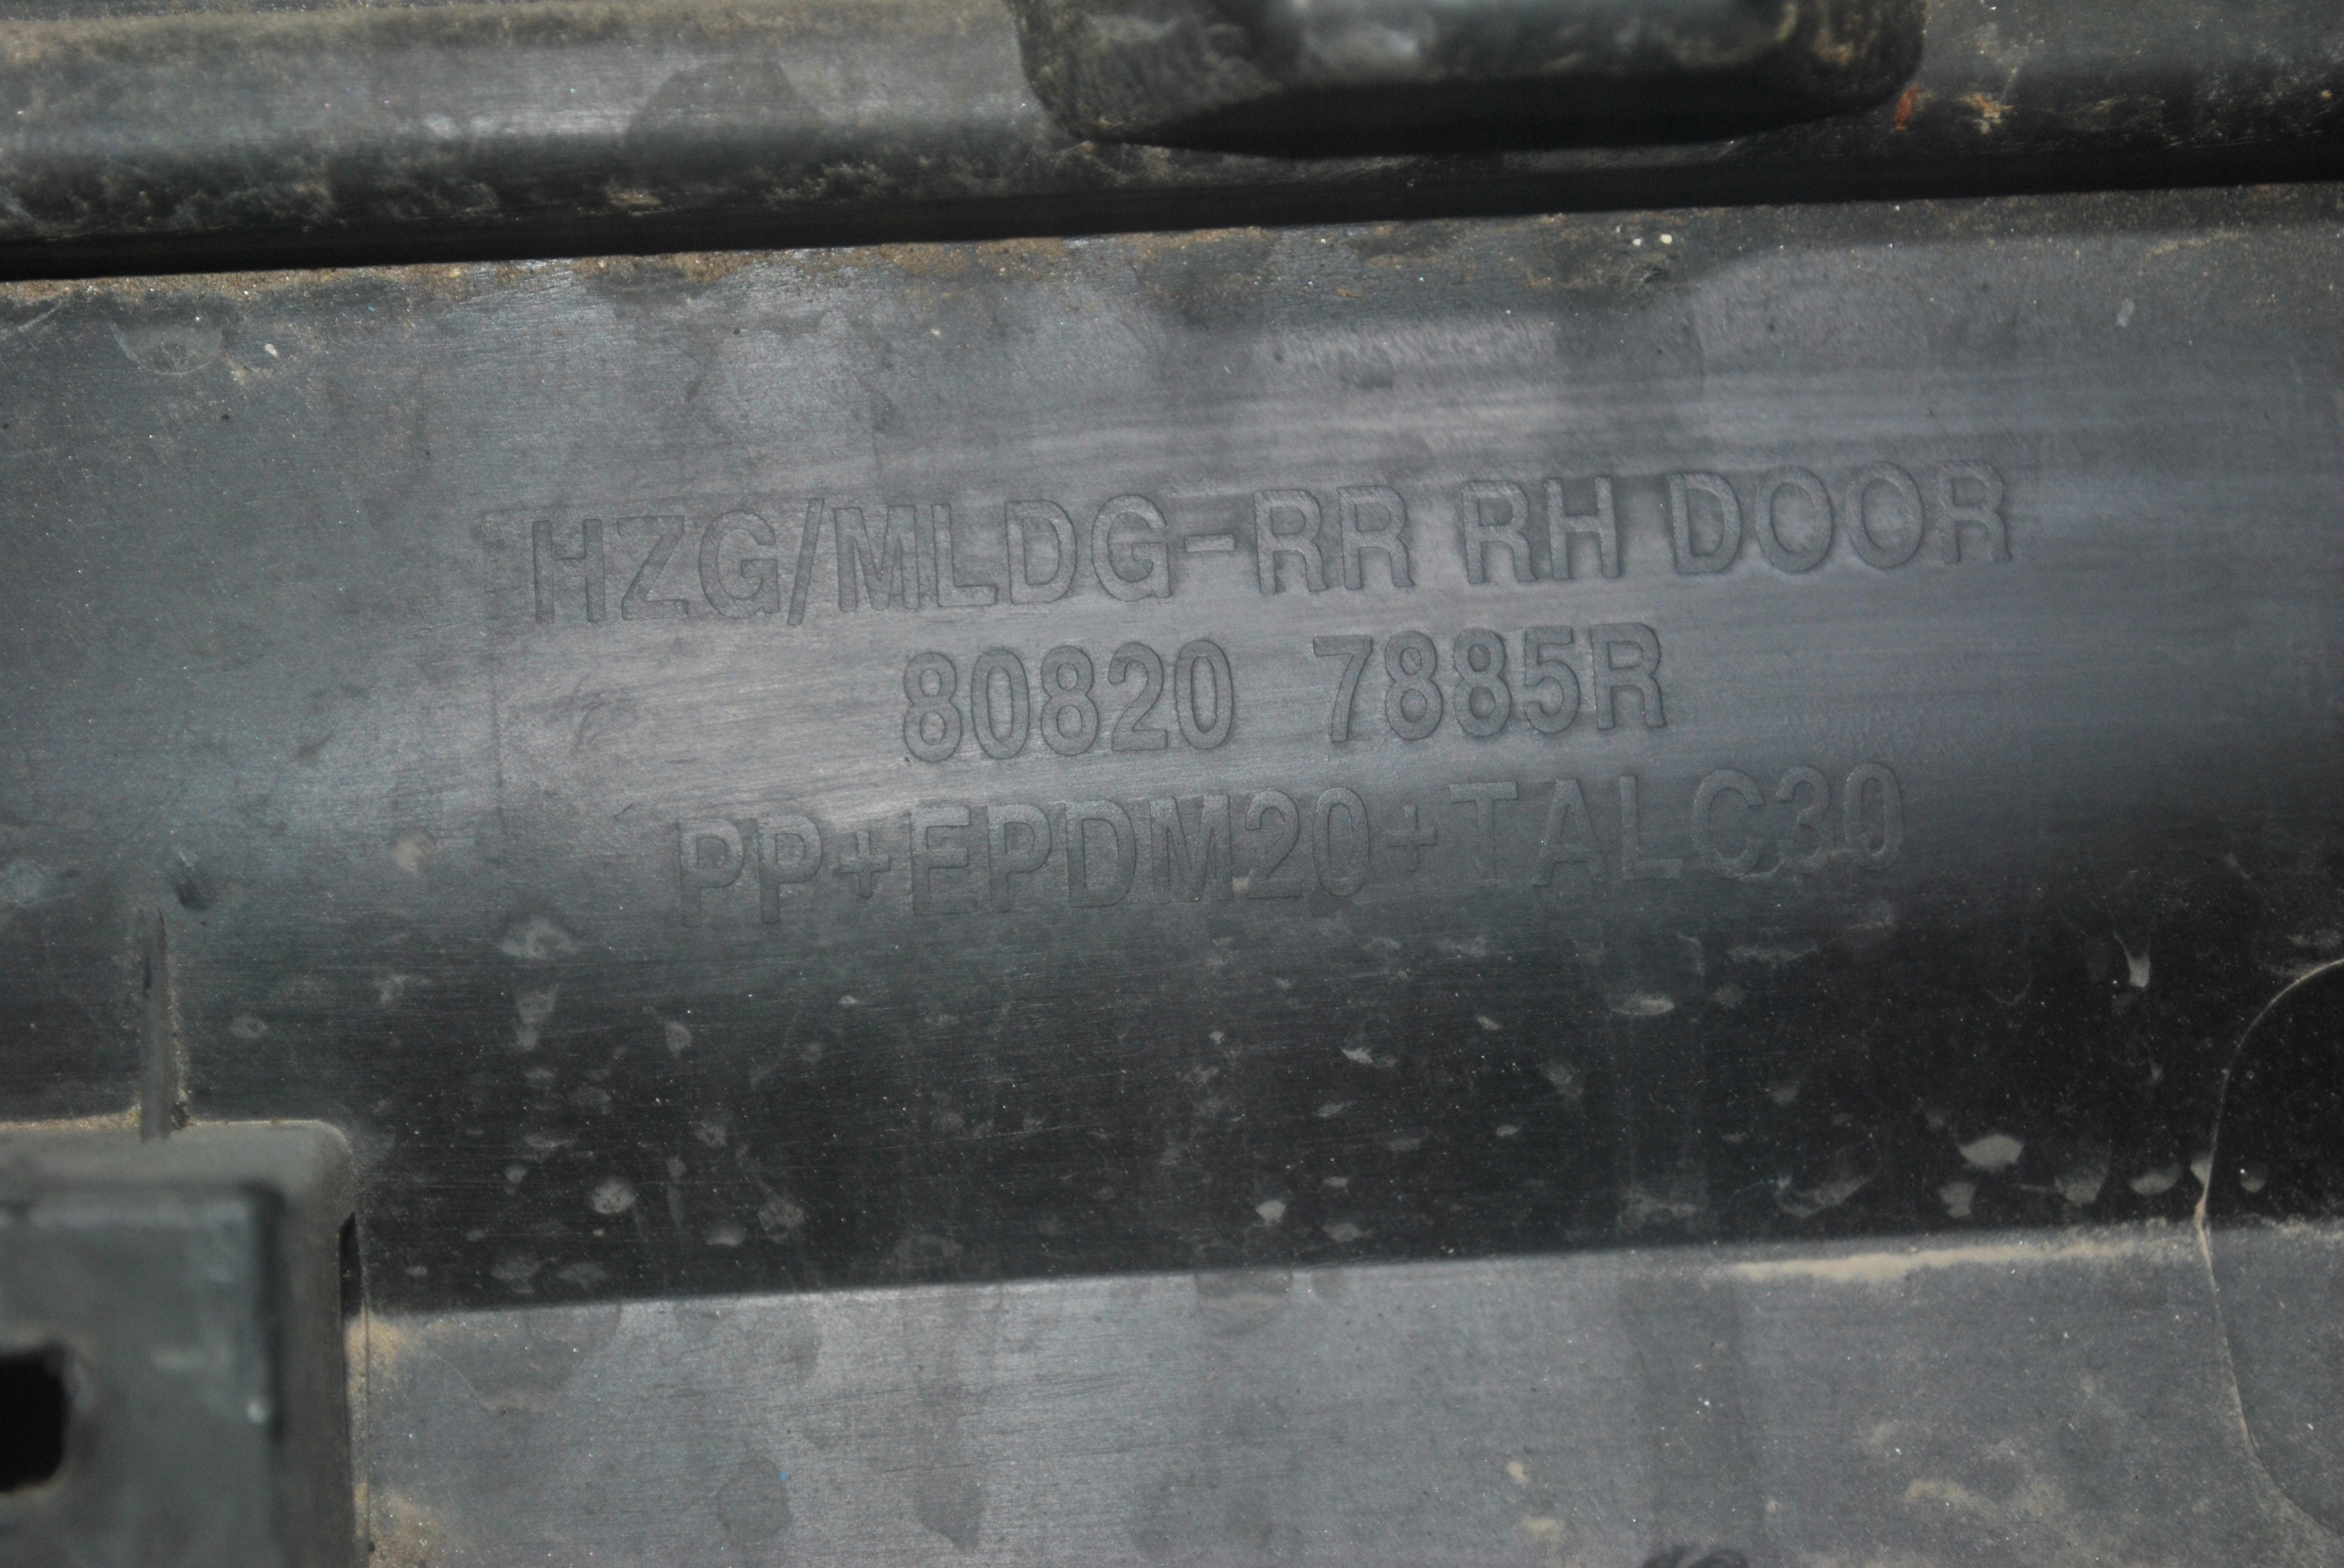 HZG/MLDG-RR RH DOOR
80820 7885R
PP+EPDM20+TALC30